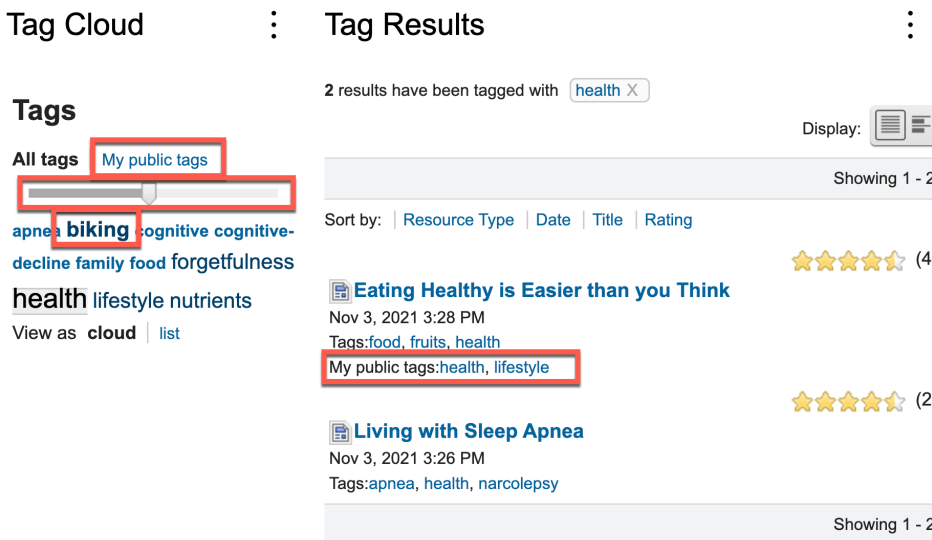 Tag Cloud
Tags
All tags My public tags
apnea biking cognitive cognitive-
decline family food forgetfulness
health lifestyle nutrients
View as cloud list
Tag Results
2 results have been tagged with health X
Display:
Showing 1 - 2
Sort by: Resource Type Date Title Rating
(4
Eating Healthy is Easier than you Think
Nov 3, 2021 3:28 PM
Tags:food, fruits, health
My public tags:health, lifestyle
(2
Living with Sleep Apnea
Nov 3, 2021 3:26 PM
Tags:apnea, health, narcolepsy
Showing 1 - 2